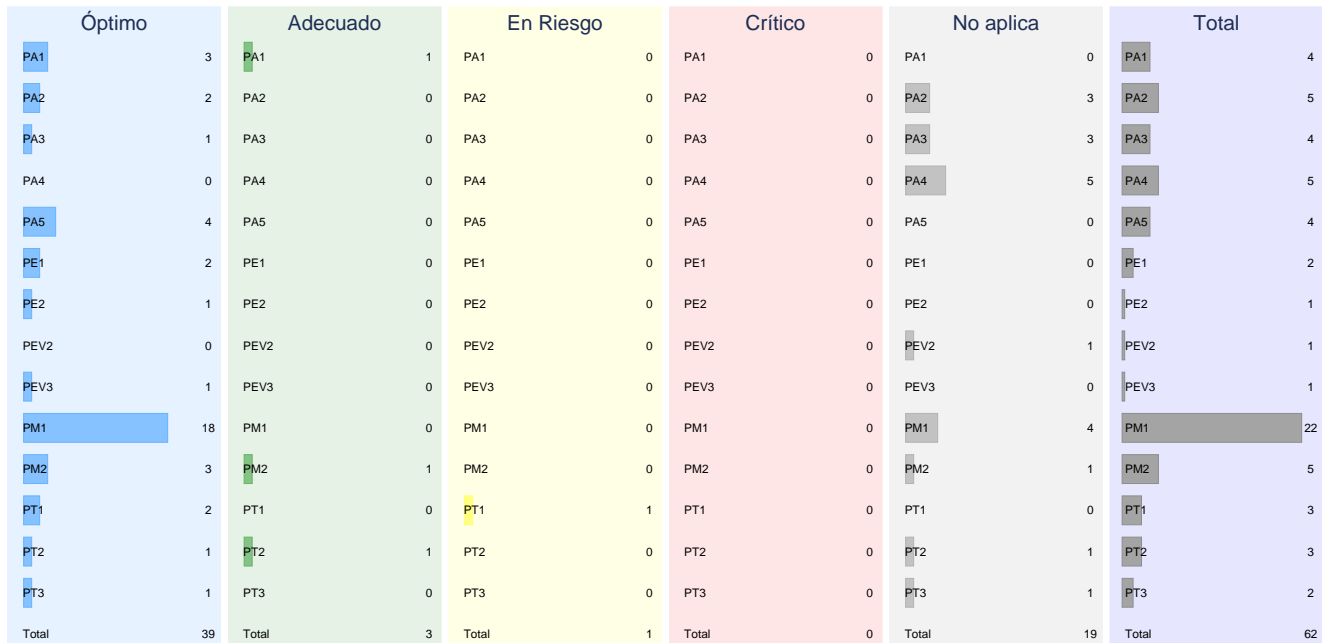 Óptimo Adecuado En Riesgo Crítico No aplica Total
PA1 3 PA1 1 PA1 0 PA1 0 PA1 0 PA1 4
PA2 2 PA2 0 PA2 0 PA2 0 PA2 3 PA2 5
PA3 1 PA3 0 PA3 0 PA3 0 PA3 3 PA3 4
PA4 0 PA4 0 PA4 0 PA4 0 PA4 5 PA4 5
PA5 4 PA5 0 PA5 0 PA5 0 PA5 0 PA5 4
PE1 2 PE1 0 PE1 0 PE1 0 PE1 0 PE1 2
PE2 1 PE2 0 PE2 0 PE2 0 PE2 0 PE2 1
PEV2 0 PEV2 0 PEV2 0 PEV2 0 PEV2 1 PEV2 1
PEV3 1 PEV3 0 PEV3 0 PEV3 0 PEV3 0 PEV3 1
PM1 18 PM1 0 PM1 0 PM1 0 PM1 4 PM1 22
PM2 3 PM2 1 PM2 0 PM2 0 PM2 1 PM2 5
PT1 2 PT1 0 PT1 1 PT1 0 PT1 0 PT1 3
PT2 1 PT2 1 PT2 0 PT2 0 PT2 1 PT2 3
PT3 1 PT3 0 PT3 0 PT3 0 PT3 1 PT3 2
Total 39 Total 3 Total 1 Total 0 Total 19 Total 62